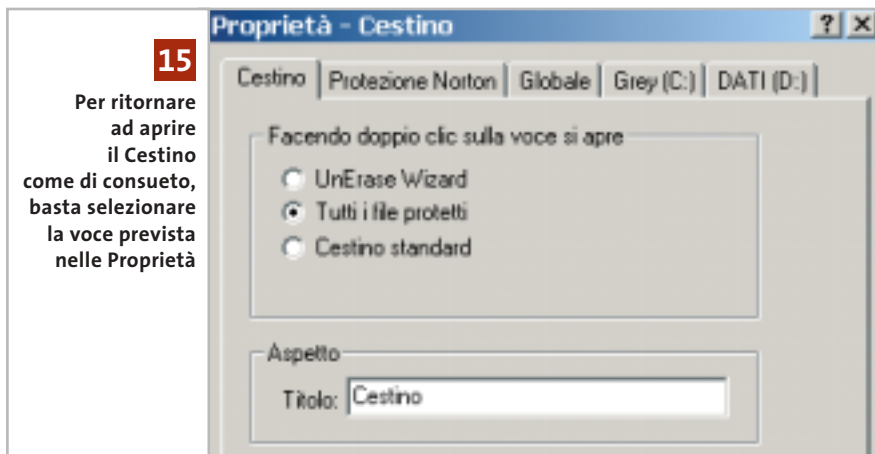 15
Per ritornare
ad aprire
il Cestino
come di consueto,
basta selezionare
la voce prevista
nelle Proprietà
Proprietà - Cestino
Cestino
Protezione Norton
Globale
Grey (C:)
DATI (D:)
Facendo doppio clic sulla voce si apre
UnErase Wizard
Tutti i file protetti
Cestino standard
Aspetto
Titolo: Cestino